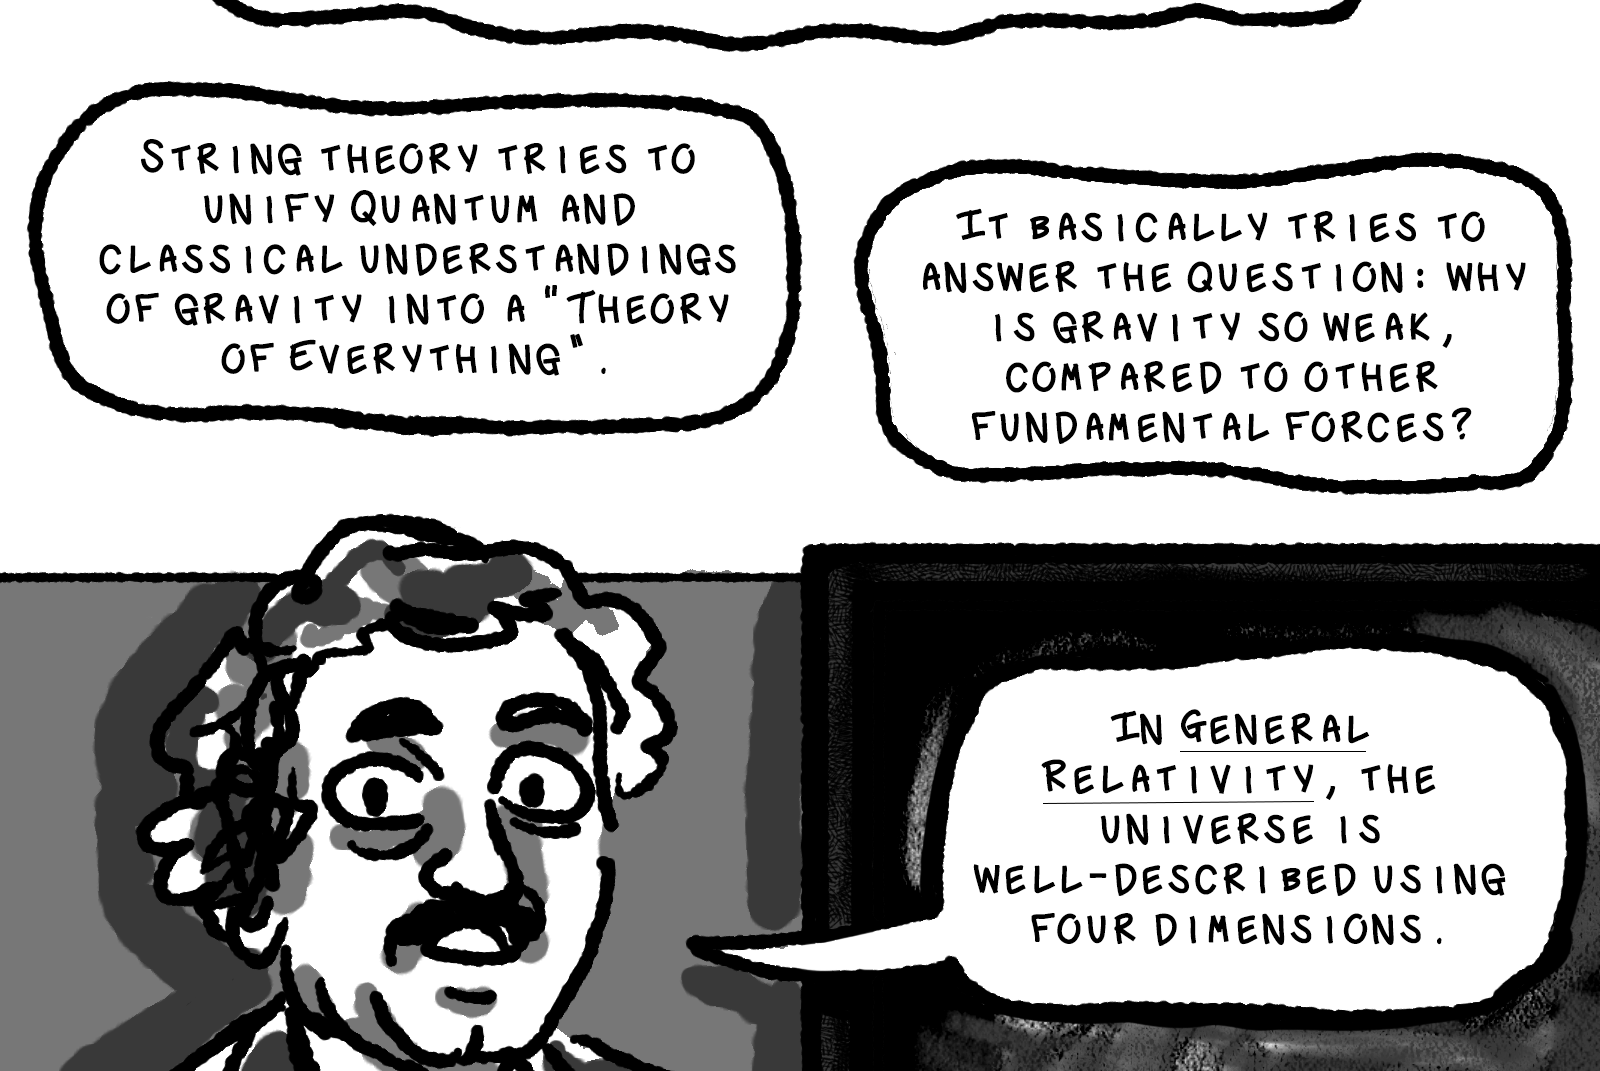 STRING THEORY TRIES TO
UNIFY QUANTUM AND
CLASSICAL UNDERSTANDINGS
OF GRAVITY INTO A "THEORY
OF EVERYTHING".
IT BASICALLY TRIES TO
ANSWER THE QUESTION: WHY
IS GRAVITY SO WEAK,
COMPARED TO OTHER
FUNDAMENTAL FORCES?
IN GENERAL
RELATIVITY, THE
UNIVERSE IS
WELL-DESCRIBED USING
FOUR DIMENSIONS.